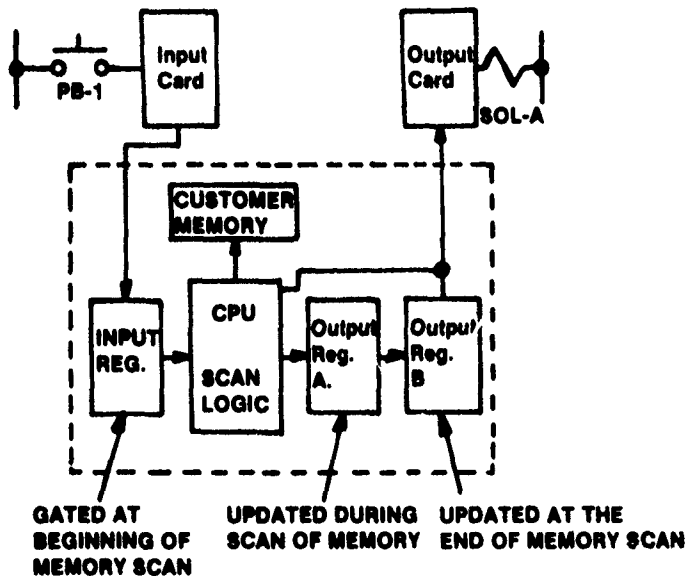 Input
Card
PB-1
Output
Card
SOL-A
CUSTOMER
MEMORY
INPUT
REG.
CPU
SCAN
LOGIC
Output
Reg.
A.
Output
Reg.
B
GATED AT
BEGINNING OF
MEMORY SCAN
UPDATED DURING
SCAN OF MEMORY
UPDATED AT THE
END OF MEMORY SCAN